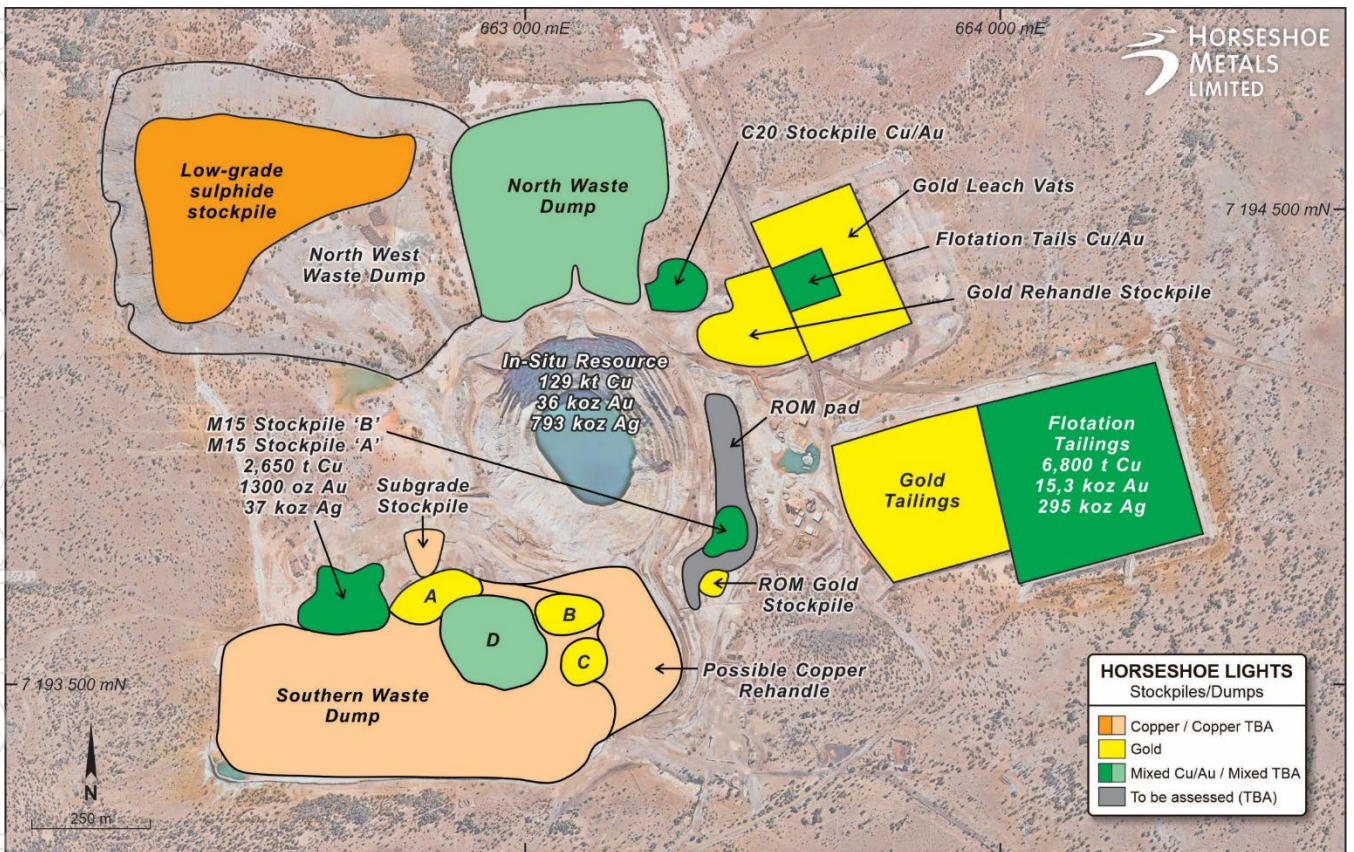 663 000 mE
664 000 mE
HORSESHOE
METALS
LIMITED
C20 Stockpile Cu/Au
Low-grade
sulphide
stockpile
North Waste
Dump
Gold Leach Vats
7 194 500 mN
Flotation Tails Cu/Au
North West
Waste Dump
Gold Rehandle Stockpile
In-Situ Resource
129 kt Cu
36 koz Au
793 koz Ag
ROM pad
M15 Stockpile ‘B’
M15 Stockpile ‘A’
2,650 t Cu
1300 oz Au
37 koz Ag
Flotation
Tailings
6,800 t Cu
15,3 koz Au
295 koz Ag
Gold
Tailings
Subgrade
Stockpile
ROM Gold
Stockpile
A
B
D
C
Possible Copper
Rehandle
7 193 500 mN
Southern Waste
Dump
HORSESHOE LIGHTS
Stockpiles/Dumps
Copper / Copper TBA
Gold
Mixed Cu/Au / Mixed TBA
To be assessed (TBA)
N
250 m